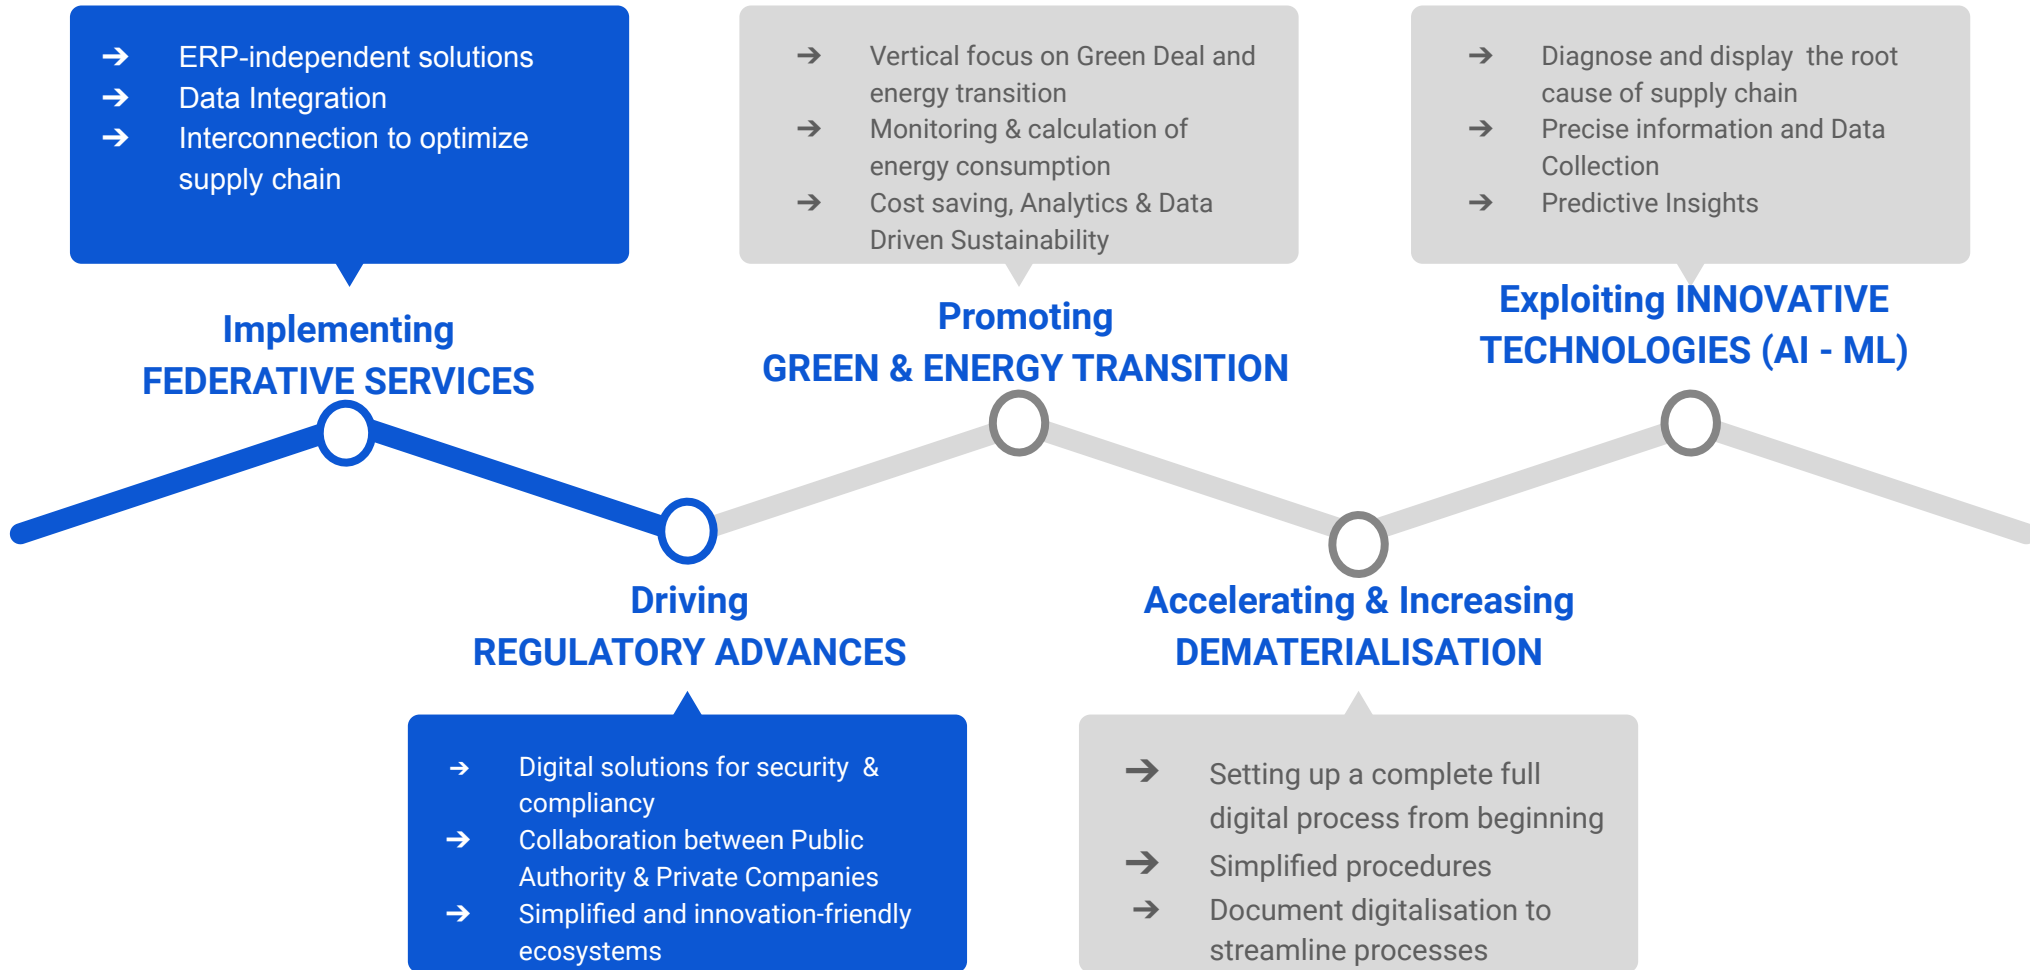 ➔ ERP-independent solutions
➔ Data Integration
➔ Interconnection to optimize
supply chain
Implementing
FEDERATIVE SERVICES
➔ Vertical focus on Green Deal and
energy transition
➔ Monitoring & calculation of
energy consumption
➔ Cost saving, Analytics & Data
Driven Sustainability
Promoting
GREEN & ENERGY TRANSITION
➔ Diagnose and display  the root
cause of supply chain
➔ Precise information and Data
Collection
➔ Predictive Insights
Exploiting INNOVATIVE
TECHNOLOGIES (AI - ML)
Driving
REGULATORY ADVANCES
➔ Digital solutions for security  &
compliancy
➔ Collaboration between Public
Authority & Private Companies
➔ Simplified and innovation-friendly
ecosystems
Accelerating & Increasing
DEMATERIALISATION
➔ Setting up a complete full
digital process from beginning
➔ Simplified procedures
➔ Document digitalisation to
streamline processes